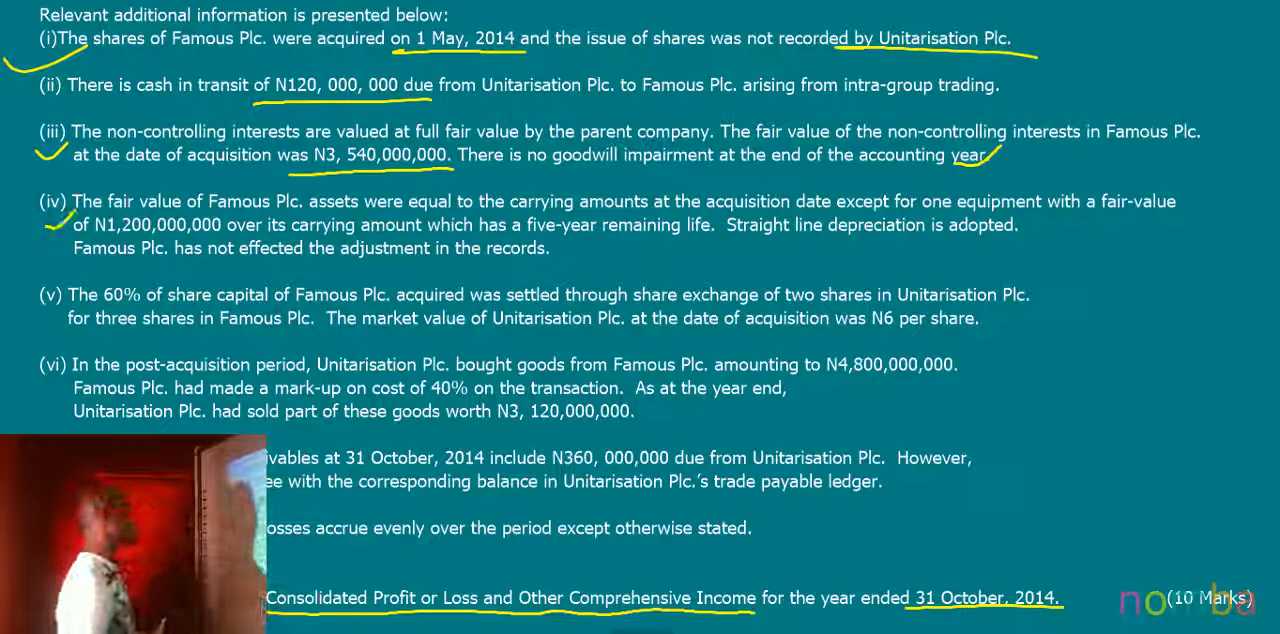 Relevant additional information is presented below:
(i)The shares of Famous Plc. were acquired on 1 May, 2014 and the issue of shares was not recorded by Unitarisation Plc.
(ii) There is cash in transit of N120, 000, 000 due from Unitarisation Plc. to Famous Plc. arising from intra-group trading.
(iii) The non-controlling interests are valued at full fair value by the parent company. The fair value of the non-controlling interests in Famous Plc.
at the date of acquisition was N3, 540,000,000. There is no goodwill impairment at the end of the accounting year
(iv) The fair value of Famous Plc. assets were equal to the carrying amounts at the acquisition date except for one equipment with a fair-value
of N1,200,000,000 over its carrying amount which has a five-year remaining life. Straight line depreciation is adopted.
Famous Plc. has not effected the adjustment in the records.
(v) The 60% of share capital of Famous Plc. acquired was settled through share exchange of two shares in Unitarisation Plc.
for three shares in Famous Plc. The market value of Unitarisation Plc. at the date of acquisition was N6 per share.
(vi) In the post-acquisition period, Unitarisation Plc. bought goods from Famous Plc. amounting to N4,800,000,000.
Famous Plc. had made a mark-up on cost of 40% on the transaction. As at the year end,
Unitarisation Plc. had sold part of these goods worth N3, 120,000,000.
ivables at 31 October, 2014 include N360, 000,000 due from Unitarisation Plc. However,
ee with the corresponding balance in Unitarisation Plc.'s trade payable ledger.
osses accrue evenly over the period except otherwise stated.
Consolidated Profit or Loss and Other Comprehensive Income for the year ended 31 October, 2014. (10 Marks)